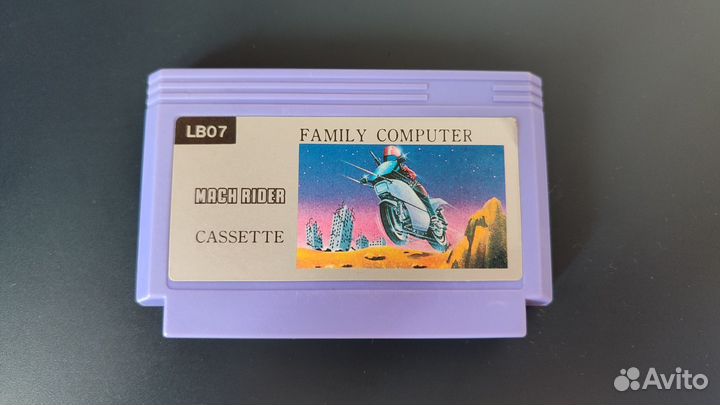 LB07
FAMILY COMPUTER
MACH RIDER
CASSETTE
Avito